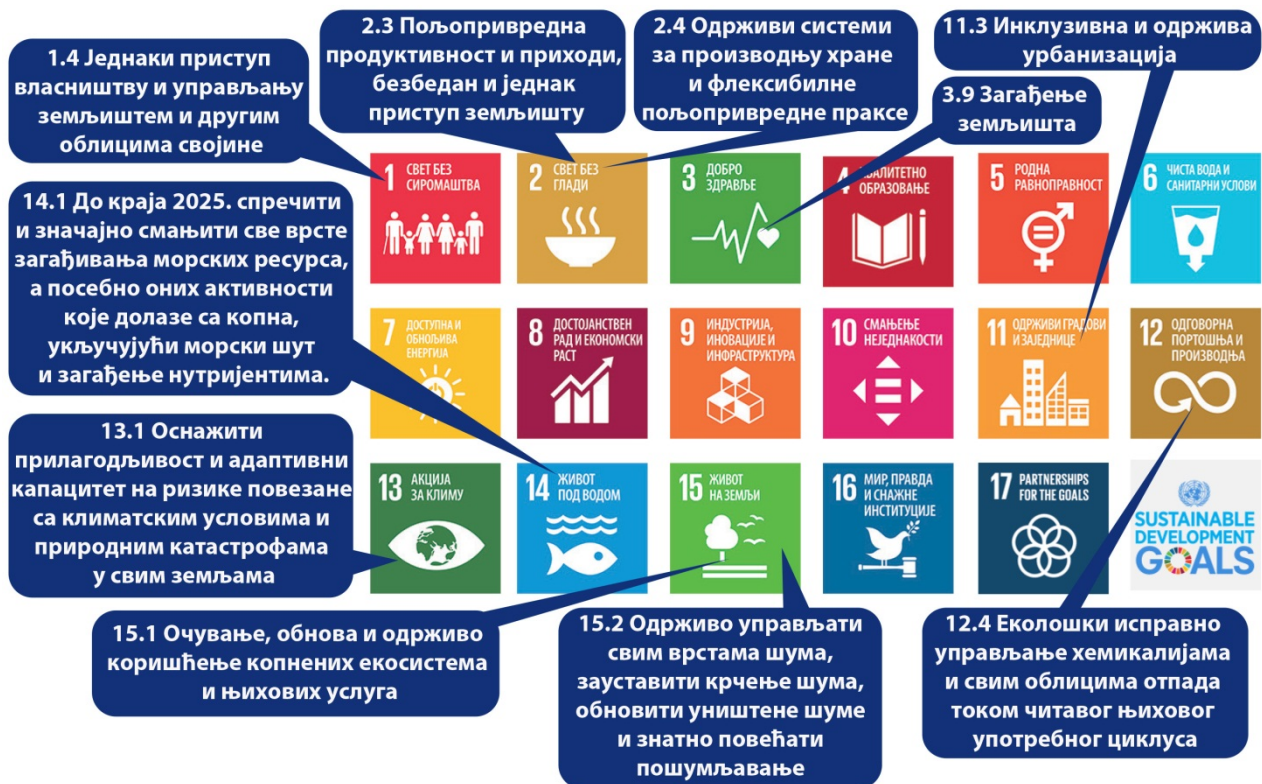 1.4 Једнаки приступ
власништву и управљању
земљиштем и другим
облицима својине
2.3 Пољопривредна
продуктивност и приходи,
безбедан и једнак
приступ земљишту
2.4 Одрживи системи
за производњу хране
и флексибилне
пољопривредне праксе
11.3 Инклузивна и одржива
урбанизација
3.9 Загађење
земљишта
14.1 До краја 2025. спречити
и значајно смањити све врсте
загађивања морских ресурса,
а посебно оних активности
које долазе са копна,
укључујући морски шут
и загађење нутријентима.
13.1 Оснажити
прилагодљивост и адаптивни
капацитет на ризике повезане
са климатским условима и
природним катастрофама
у свим земљама
1 СВЕТ БЕЗ
СИРОМАШТВА
2 СВЕТ БЕЗ
ГЛАДИ
3 ДОБРО
ЗДРАВЉЕ
4 КВАЛИТЕТНО
ОБРАЗОВАЊЕ
5 РОДНА
РАВНОПРАВНОСТ
6 ЧИСТА ВОДА И
САНИТАРНИ УСЛОВИ
7 ДОСТУПНА И
ОБНОЉИВА
ЕНЕРГИЈА
8 ДОСТОЈАНСТВЕН
РАД И ЕКОНОМСКИ
РАСТ
9 ИНДУСТРИЈА,
ИНОВАЦИЈЕ И
ИНФРАСТРУКТУРА
10 СМАЊЕЊЕ
НЕЈЕДНАКОСТИ
11 ОДРЖИВИ ГРАДОВИ
И ЗАЈЕДНИЦЕ
12 ОДГОВОРНА
ПОРТОШЊА И
ПРОИЗВОДЊА
13 АКЦИЈА
ЗА КЛИМУ
14 ЖИВОТ
ПОД ВОДОМ
15 ЖИВОТ
НА ЗЕМЉИ
16 МИР, ПРАВДА
И СНАЖНЕ
ИНСТИТУЦИЈЕ
17 PARTNERSHIPS
FOR THE GOALS
SUSTAINABLE
DEVELOPMENT
GOALS
15.1 Очување, обнова и одрживо
коришћење копнених екосистема
и њихових услуга
15.2 Одрживо управљати
свим врстама шума,
зауставити крчење шума,
обновити уништене шуме
и знатно повећати
пошумљавање
12.4 Еколошки исправно
управљање хемикалијама
и свим облицима отпада
током читавог њиховог
употребног циклуса